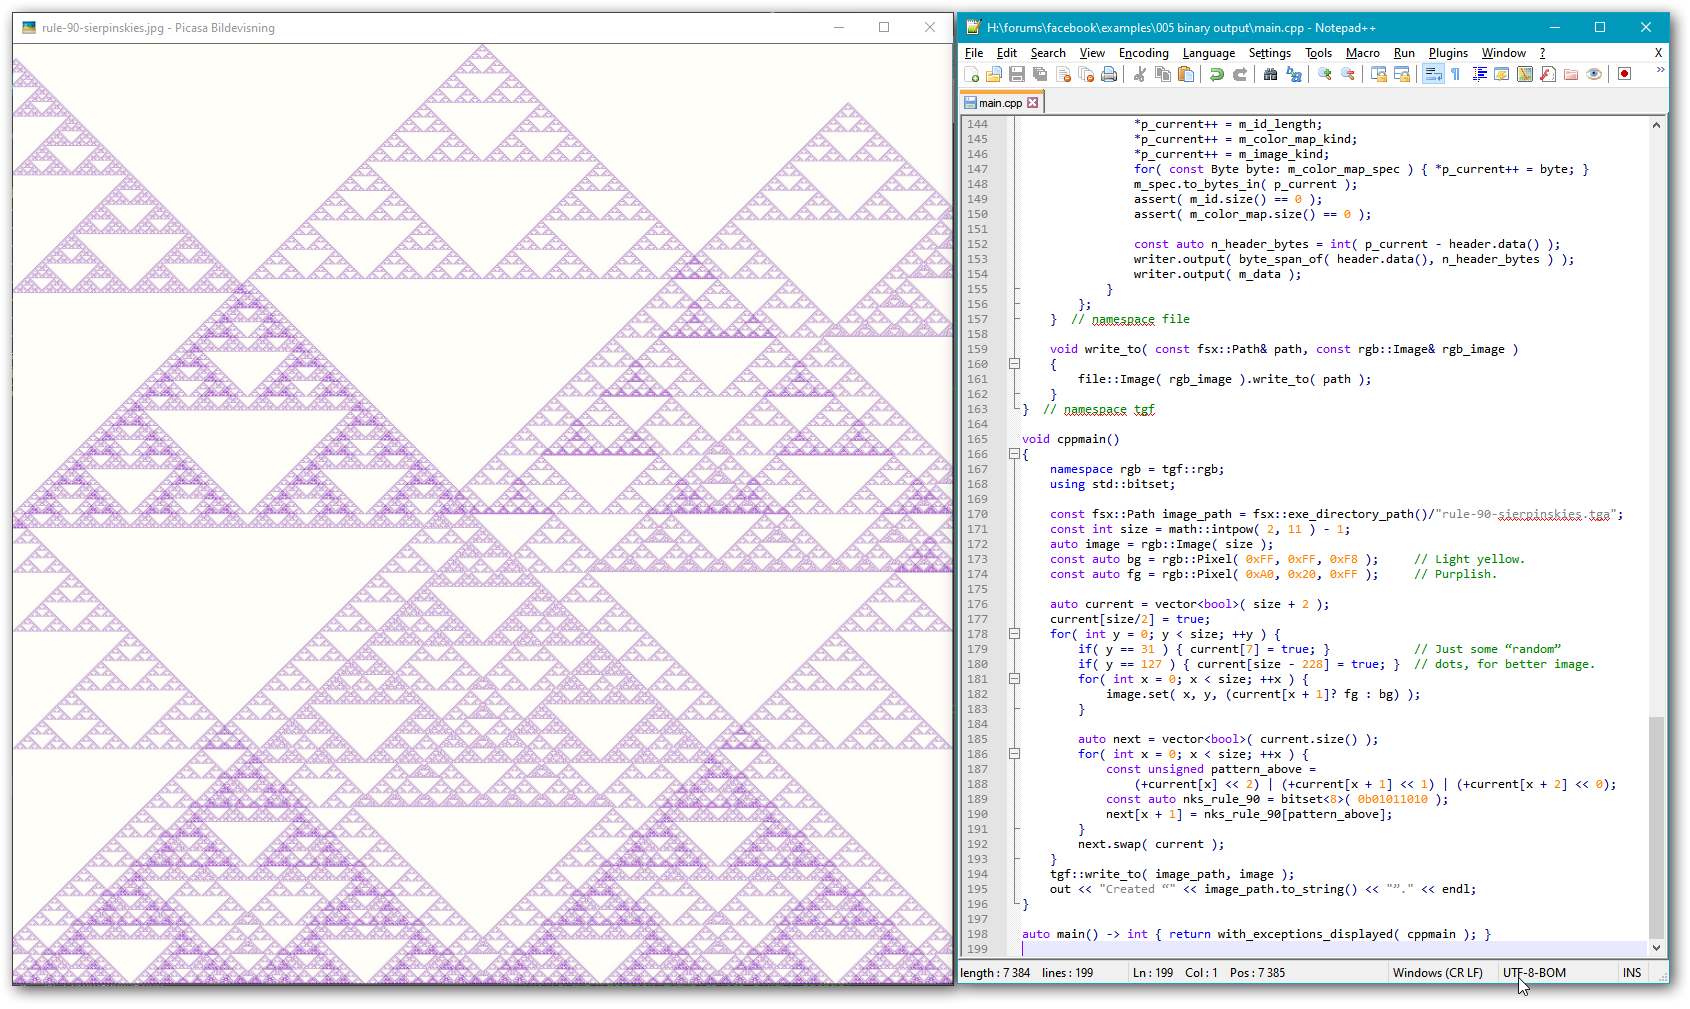 rule-90-sierpinskies.jpg - Picasa Bildevisning
H:\forums\facebook\examples\005 binary output\main.cpp - Notepad++
File Edit Search View Encoding Language Settings Tools Macro Run Plugins Window ? X
main.cpp
144 *p_current++ = m_id_length;
145 *p_current++ = m_color_map_kind;
146 *p_current++ = m_image_kind;
147 for( const Byte byte: m_color_map_spec ) { *p_current++ = byte; }
148 m_spec.to_bytes_in( p_current );
149 assert( m_id.size() == 0 );
150 assert( m_color_map.size() == 0 );
151
152 const auto n_header_bytes = int( p_current - header.data() );
153 writer.output( byte_span_of( header.data(), n_header_bytes ) );
154 writer.output( m_data );
155 }
156 };
157 } // namespace file
158
159 void write_to( const fsx::Path& path, const rgb::Image& rgb_image )
160 {
161 file::Image( rgb_image ).write_to( path );
162 }
163 } // namespace tgf
164
165 void cppmain()
166 {
167 namespace rgb = tgf::rgb;
168 using std::bitset;
169
170 const fsx::Path image_path = fsx::exe_directory_path()/"rule-90-sierpinskies.tga";
171 const int size = math::intpow( 2, 11 ) - 1;
172 auto image = rgb::Image( size );
173 const auto bg = rgb::Pixel( 0xFF, 0xFF, 0xF8 ); // Light yellow.
174 const auto fg = rgb::Pixel( 0xA0, 0x20, 0xFF ); // Purplish.
175
176 auto current = vector<bool>( size + 2 );
177 current[size/2] = true;
178 for( int y = 0; y < size; ++y ) {
179 if( y == 31 ) { current[7] = true; } // Just some “random”
180 if( y == 127 ) { current[size - 228] = true; } // dots, for better image.
181 for( int x = 0; x < size; ++x ) {
182 image.set( x, y, (current[x + 1]? fg : bg) );
183 }
184
185 auto next = vector<bool>( current.size() );
186 for( int x = 0; x < size; ++x ) {
187 const unsigned pattern_above =
188 (+current[x] << 2) | (+current[x + 1] << 1) | (+current[x + 2] << 0);
189 const auto nks_rule_90 = bitset<8>( 0b01011010 );
190 next[x + 1] = nks_rule_90[pattern_above];
191 }
192 next.swap( current );
193 }
194 tgf::write_to( image_path, image );
195 out << "Created “" << image_path.to_string() << "”." << endl;
196 }
197
198 auto main() -> int { return with_exceptions_displayed( cppmain ); }
199
length : 7 384 lines : 199 Ln : 199 Col : 1 Pos : 7 385 Windows (CR LF) UTF-8-BOM INS